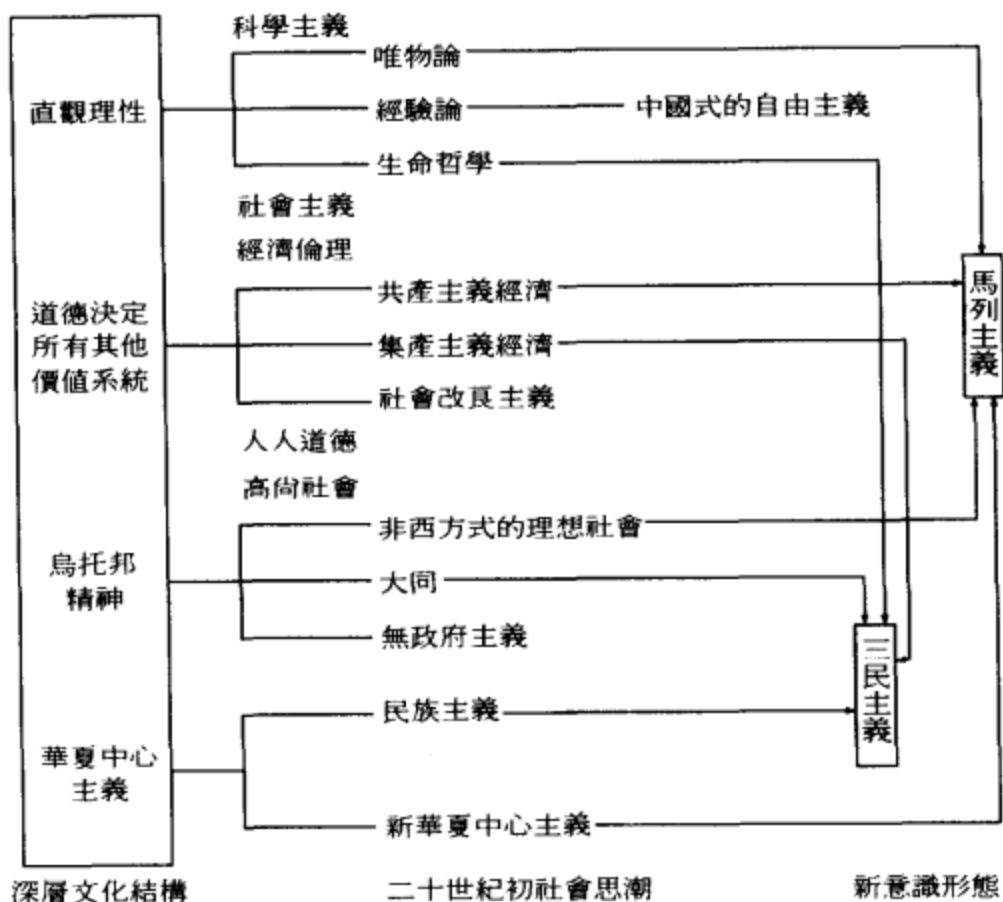 科學主義
唯物論
直觀理性
經驗論
中國式的自由主義
生命哲學
社會主義
經濟倫理
共產主義經濟
道德決定
所有其他
價值系統
集產主義經濟
社會改良主義
馬列主義
人人道德
高尚社會
非西方式的理想社會
烏托邦
精神
大同
無政府主義
三民主義
民族主義
華夏中心
主義
新華夏中心主義
深層文化結構
二十世紀初社會思潮
新意識形態